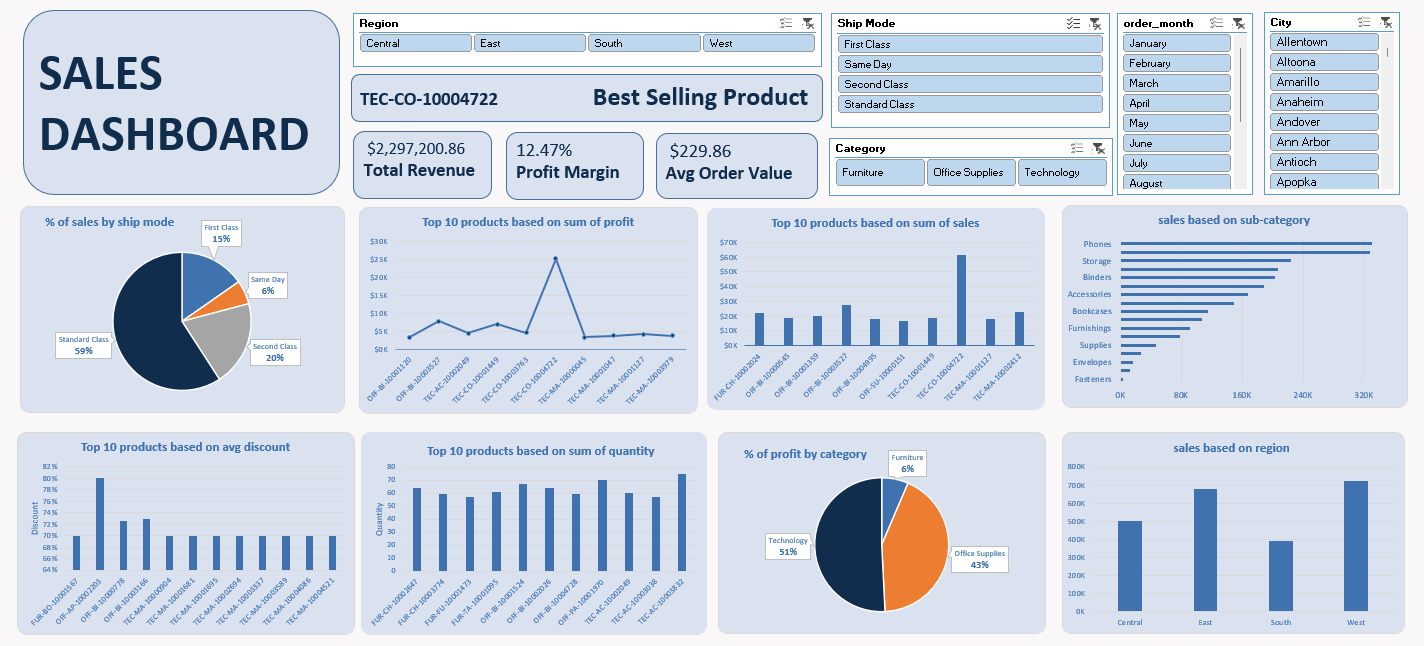 SALES
DASHBOARD
Region
Central
East
South
West
TEC-CO-10004722
Best Selling Product
$2,297,200.86
Total Revenue
12.47%
Profit Margin
$229.86
Avg Order Value
Ship Mode
First Class
Same Day
Second Class
Standard Class
Category
Furniture
Office Supplies
Technology
order_month
January
February
March
April
May
June
July
August
City
Allentown
Altoona
Amarillo
Anaheim
Andover
Ann Arbor
Antioch
Apopka
% of sales by ship mode
First Class
15%
Same Day
6%
Second Class
20%
Standard Class
59%
Top 10 products based on sum of profit
$30K
$25K
$20K
$15K
$10K
$5K
$0K
OFF-BI-10001120
OFF-BI-10003527
TEC-AC-10002049
TEC-CO-10001449
TEC-CO-10003763
TEC-CO-10004722
TEC-MA-10000045
TEC-MA-10001047
TEC-MA-10001127
TEC-MA-10003979
Top 10 products based on sum of sales
$70K
$60K
$50K
$40K
$30K
$20K
$10K
$0K
FUR-CH-10002024
OFF-BI-10000545
OFF-BI-10001359
OFF-BI-10003527
OFF-BI-10004995
OFF-SU-10000151
TEC-CO-10001449
TEC-CO-10004722
TEC-MA-10001127
TEC-MA-10002412
sales based on sub-category
Phones
Storage
Binders
Accessories
Bookcases
Furnishings
Supplies
Envelopes
Fasteners
0K
80K
160K
240K
320K
Top 10 products based on avg discount
Discount
82%
80%
78%
76%
74%
72%
70%
68%
66%
64%
FUR-BO-10001567
OFF-AP-10002203
OFF-BI-10000778
OFF-BI-10003166
TEC-MA-10000904
TEC-MA-10001681
TEC-MA-10001695
TEC-MA-10002694
TEC-MA-10003337
TEC-MA-10003589
TEC-MA-10004086
TEC-MA-10004521
Top 10 products based on sum of quantity
Quantity
80
70
60
50
40
30
20
10
0
FUR-CH-10002647
FUR-CH-10003774
FUR-FU-10001473
FUR-TA-10001095
OFF-BI-10001524
OFF-BI-10002026
OFF-BI-10004728
OFF-PA-10001970
TEC-AC-10002049
TEC-AC-10003038
TEC-AC-10003832
% of profit by category
Furniture
6%
Technology
51%
Office Supplies
43%
sales based on region
800K
700K
600K
500K
400K
300K
200K
100K
0K
Central
East
South
West